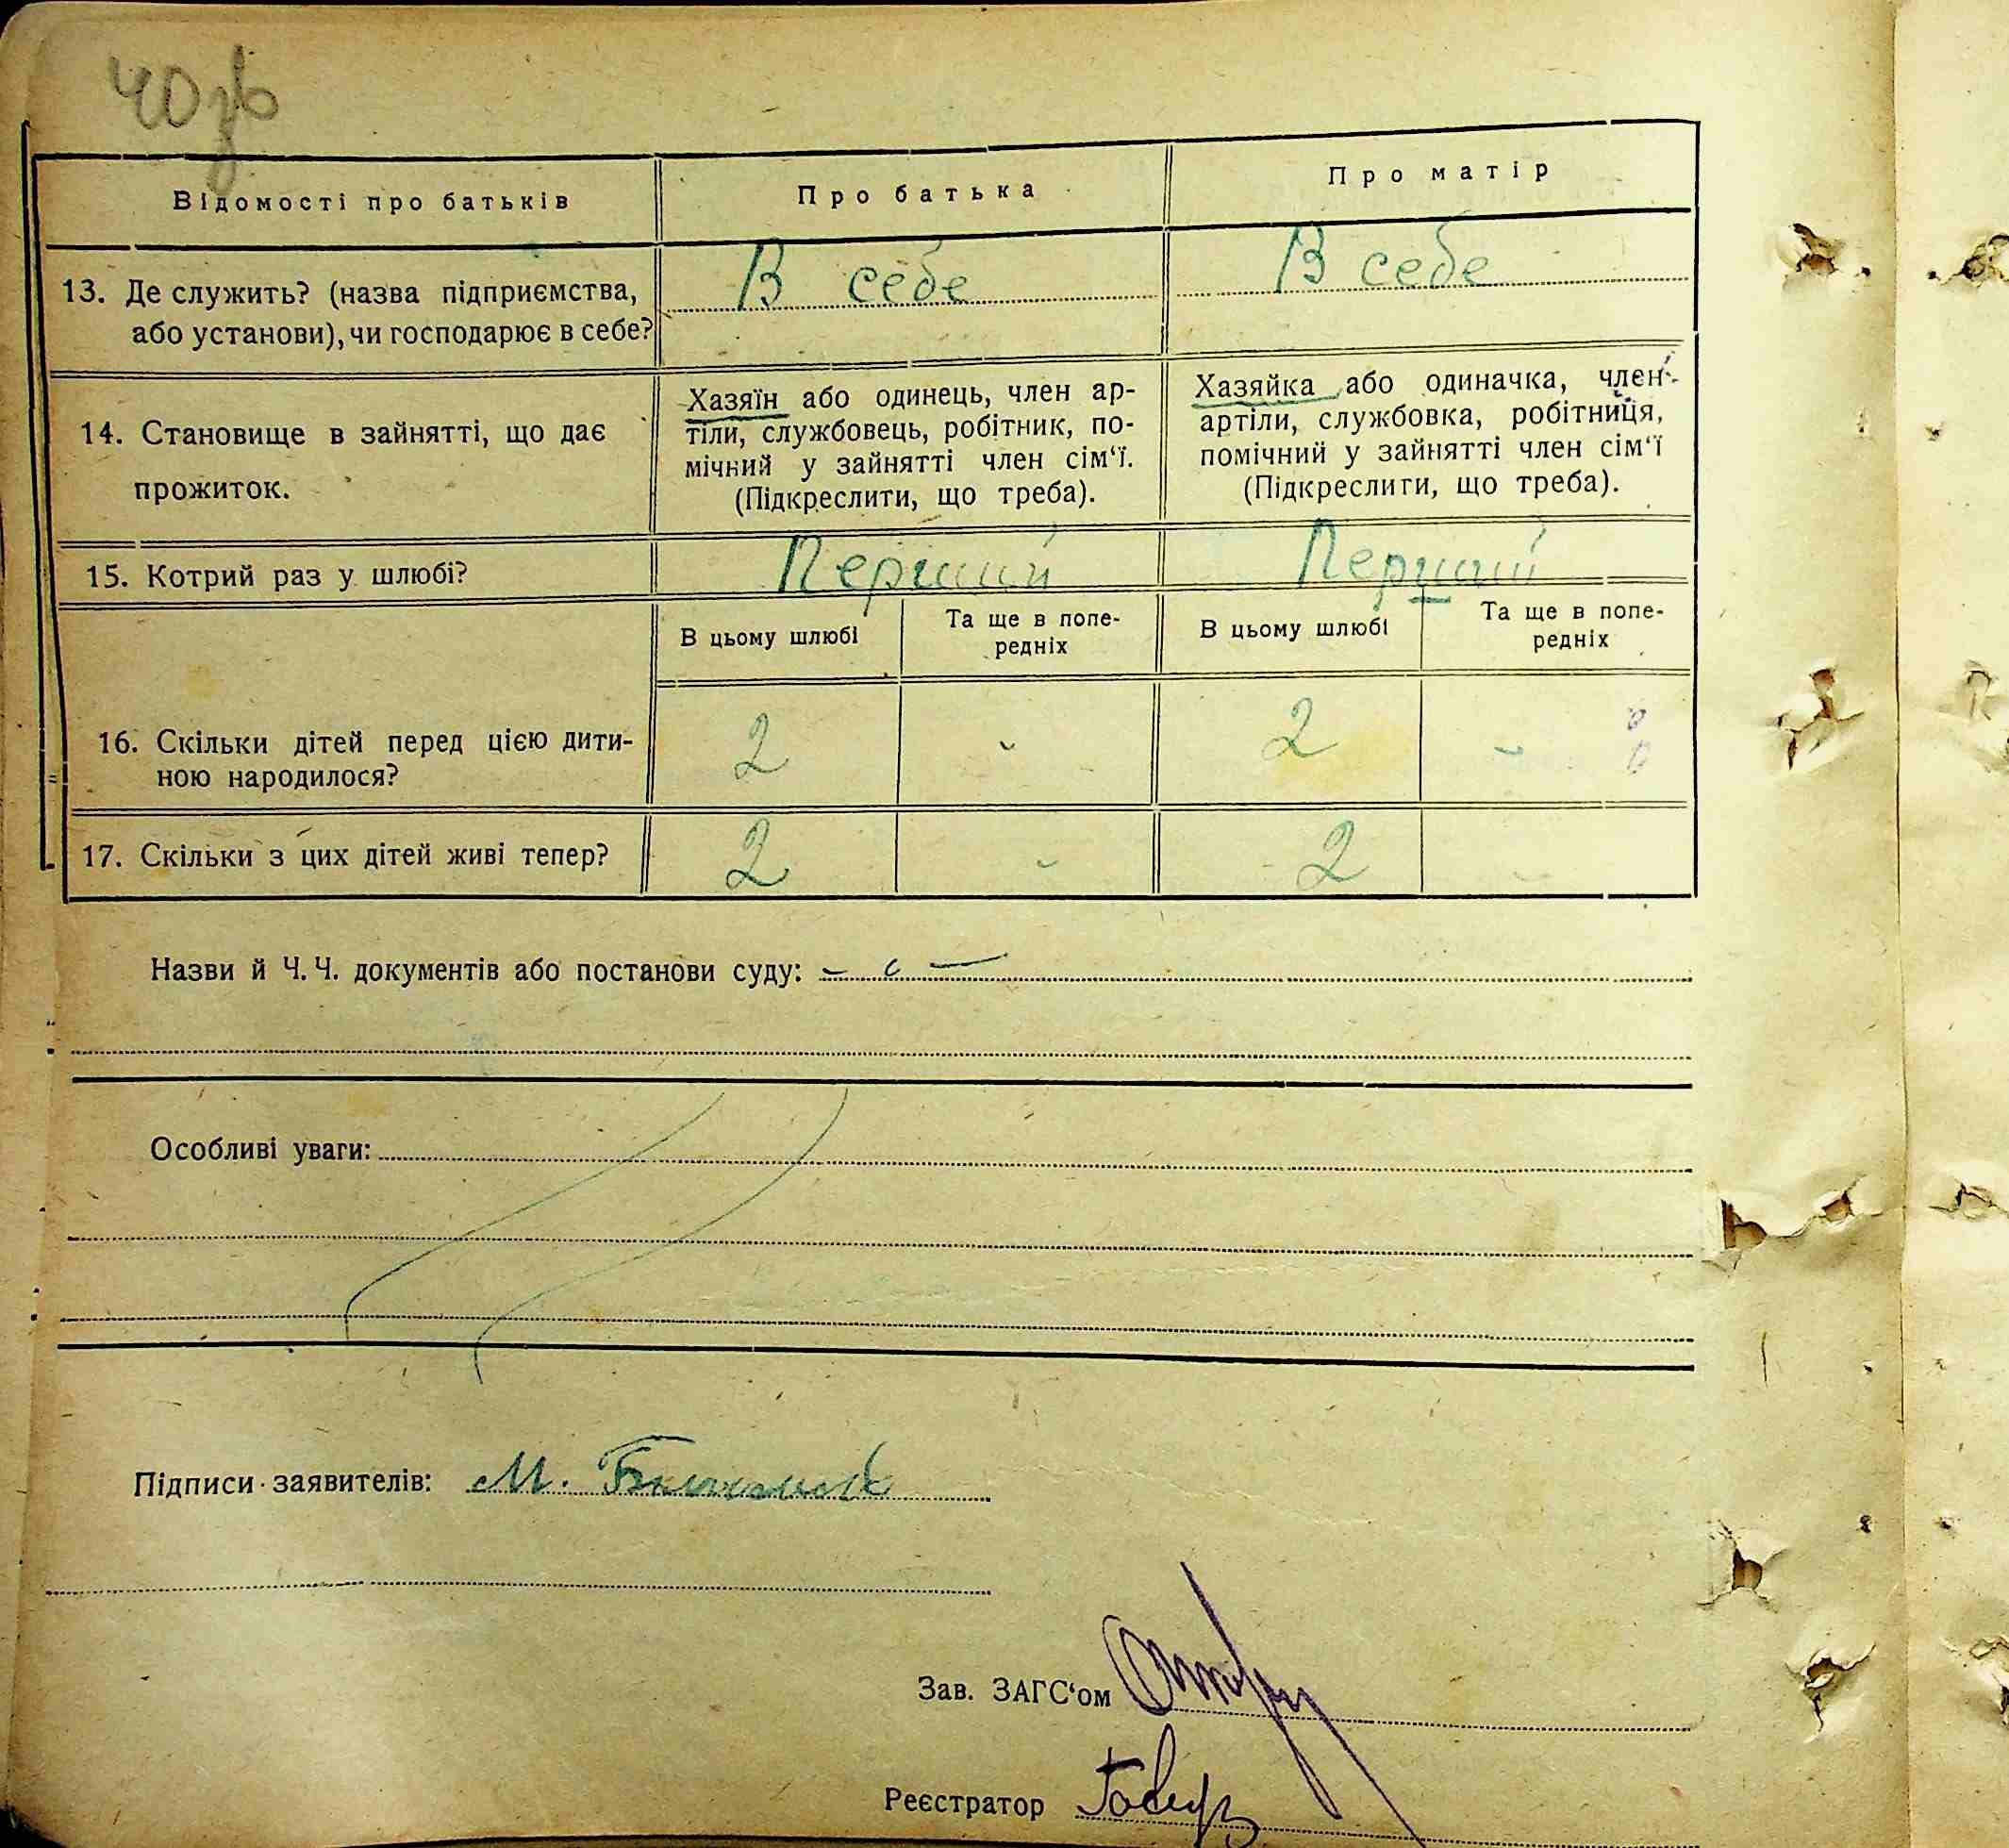 40 зв
Відомості про батьків
Про батька
Про матір
13. Де служить? (назва підприємства,
або установи), чи господарює в себе?
В себе
В себе
14. Становище в зайнятті, що дає
прожиток.
Хазяїн або одинець, член ар-
тіли, службовець, робітник, по-
мічний у зайнятті член сім‘ї.
(Підкреслити, що треба).
Хазяйка або одиначка, член
артіли, службовка, робітниця,
помічний у зайнятті член сім‘ї
(Підкреслити, що треба).
15. Котрий раз у шлюбі?
Перший
Перший
В цьому шлюбі
Та ще в попе-
редніх
В цьому шлюбі
Та ще в попе-
редніх
16. Скільки дітей перед цією дити-
ною народилося?
2
-
2
-
17. Скільки з цих дітей живі тепер?
2
-
2
-
Назви й Ч. Ч. документів або постанови суду:
Особливі уваги:
Підписи заявителів: М.
Зав. ЗАГС‘ом
Реєстратор